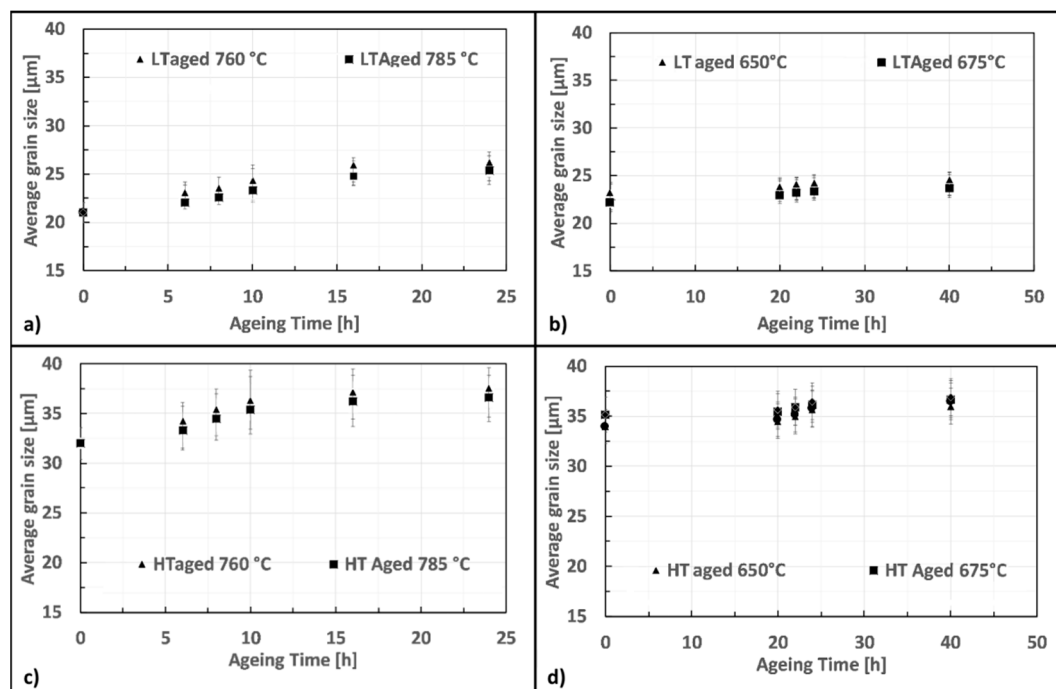 40
35
30
25
20
15
Average grain size [µm]
LTaged 760 °C LTAged 785 °C
0 5 10 15 20 25
Ageing Time [h]
a)
40
35
30
25
20
15
Average grain size [µm]
LT aged 650°C LTAged 675°C
0 10 20 30 40 50
Ageing Time [h]
b)
40
35
30
25
20
15
Average grain size [µm]
HTaged 760 °C HT Aged 785 °C
0 5 10 15 20 25
Ageing Time [h]
c)
40
35
30
25
20
15
Average grain size [µm]
HT aged 650°C HT Aged 675°C
0 10 20 30 40 50
Ageing Time [h]
d)